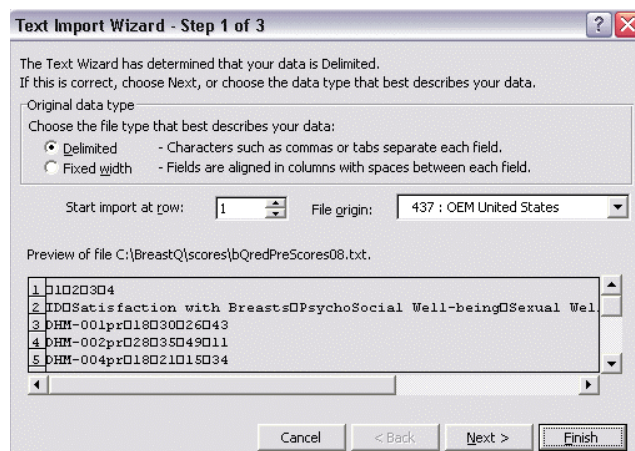 Text Import Wizard - Step 1 of 3
The Text Wizard has determined that your data is Delimited.
If this is correct, choose Next, or choose the data type that best describes your data.
Original data type
Choose the file type that best describes your data:
Delimited - Characters such as commas or tabs separate each field.
Fixed width - Fields are aligned in columns with spaces between each field.
Start import at row: 1 File origin: 437 : OEM United States
Preview of file C:\BreastQ\scores\bQredPreScores08.txt.
1 □1□2□3□4
2 ID□Satisfaction with Breasts□PsychoSocial Well-being□Sexual Wel
3 DHM-001pr□18□30□26□43
4 DHM-002pr□28□35□49□11
5 DHM-004pr□18□21□15□34
Cancel < Back Next > Finish